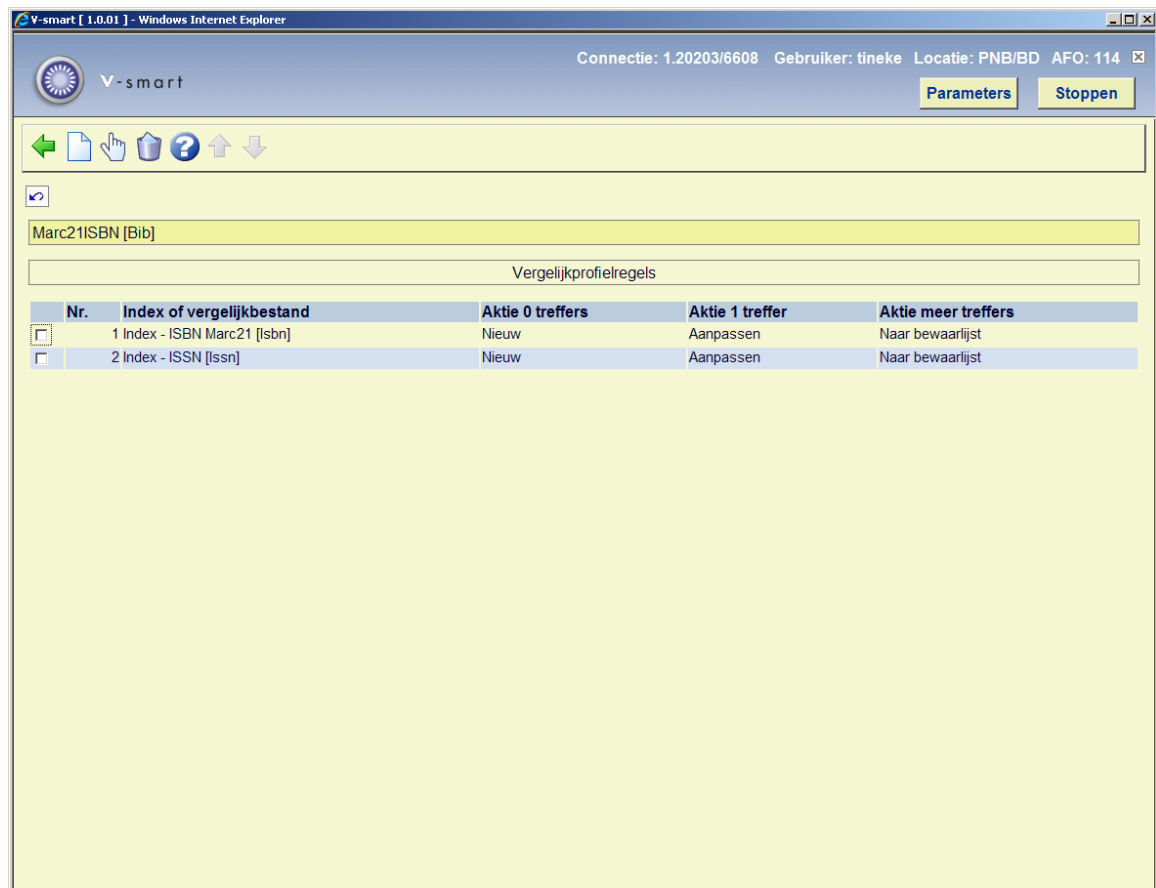 V-smart [ 1.0.01 ] - Windows Internet Explorer
Connectie: 1.20203/6608 Gebruiker: tineke Locatie: PNB/BD AFO: 114
V-smart
Parameters Stoppen
Marc21ISBN [Bib]
Vergelijkprofielregels
Nr. Index of vergelijkbestand Aktie 0 treffers Aktie 1 treffer Aktie meer treffers
1 Index - ISBN Marc21 [Isbn] Nieuw Aanpassen Naar bewaarlijst
2 Index - ISSN [Issn] Nieuw Aanpassen Naar bewaarlijst